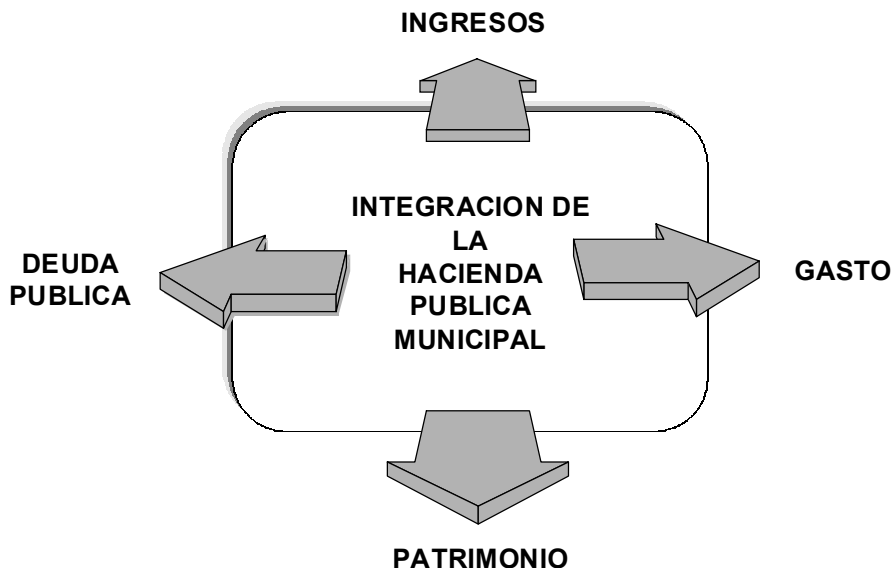 INGRESOS
INTEGRACION DE
LA
HACIENDA
PUBLICA
MUNICIPAL
DEUDA
PUBLICA
GASTO
PATRIMONIO